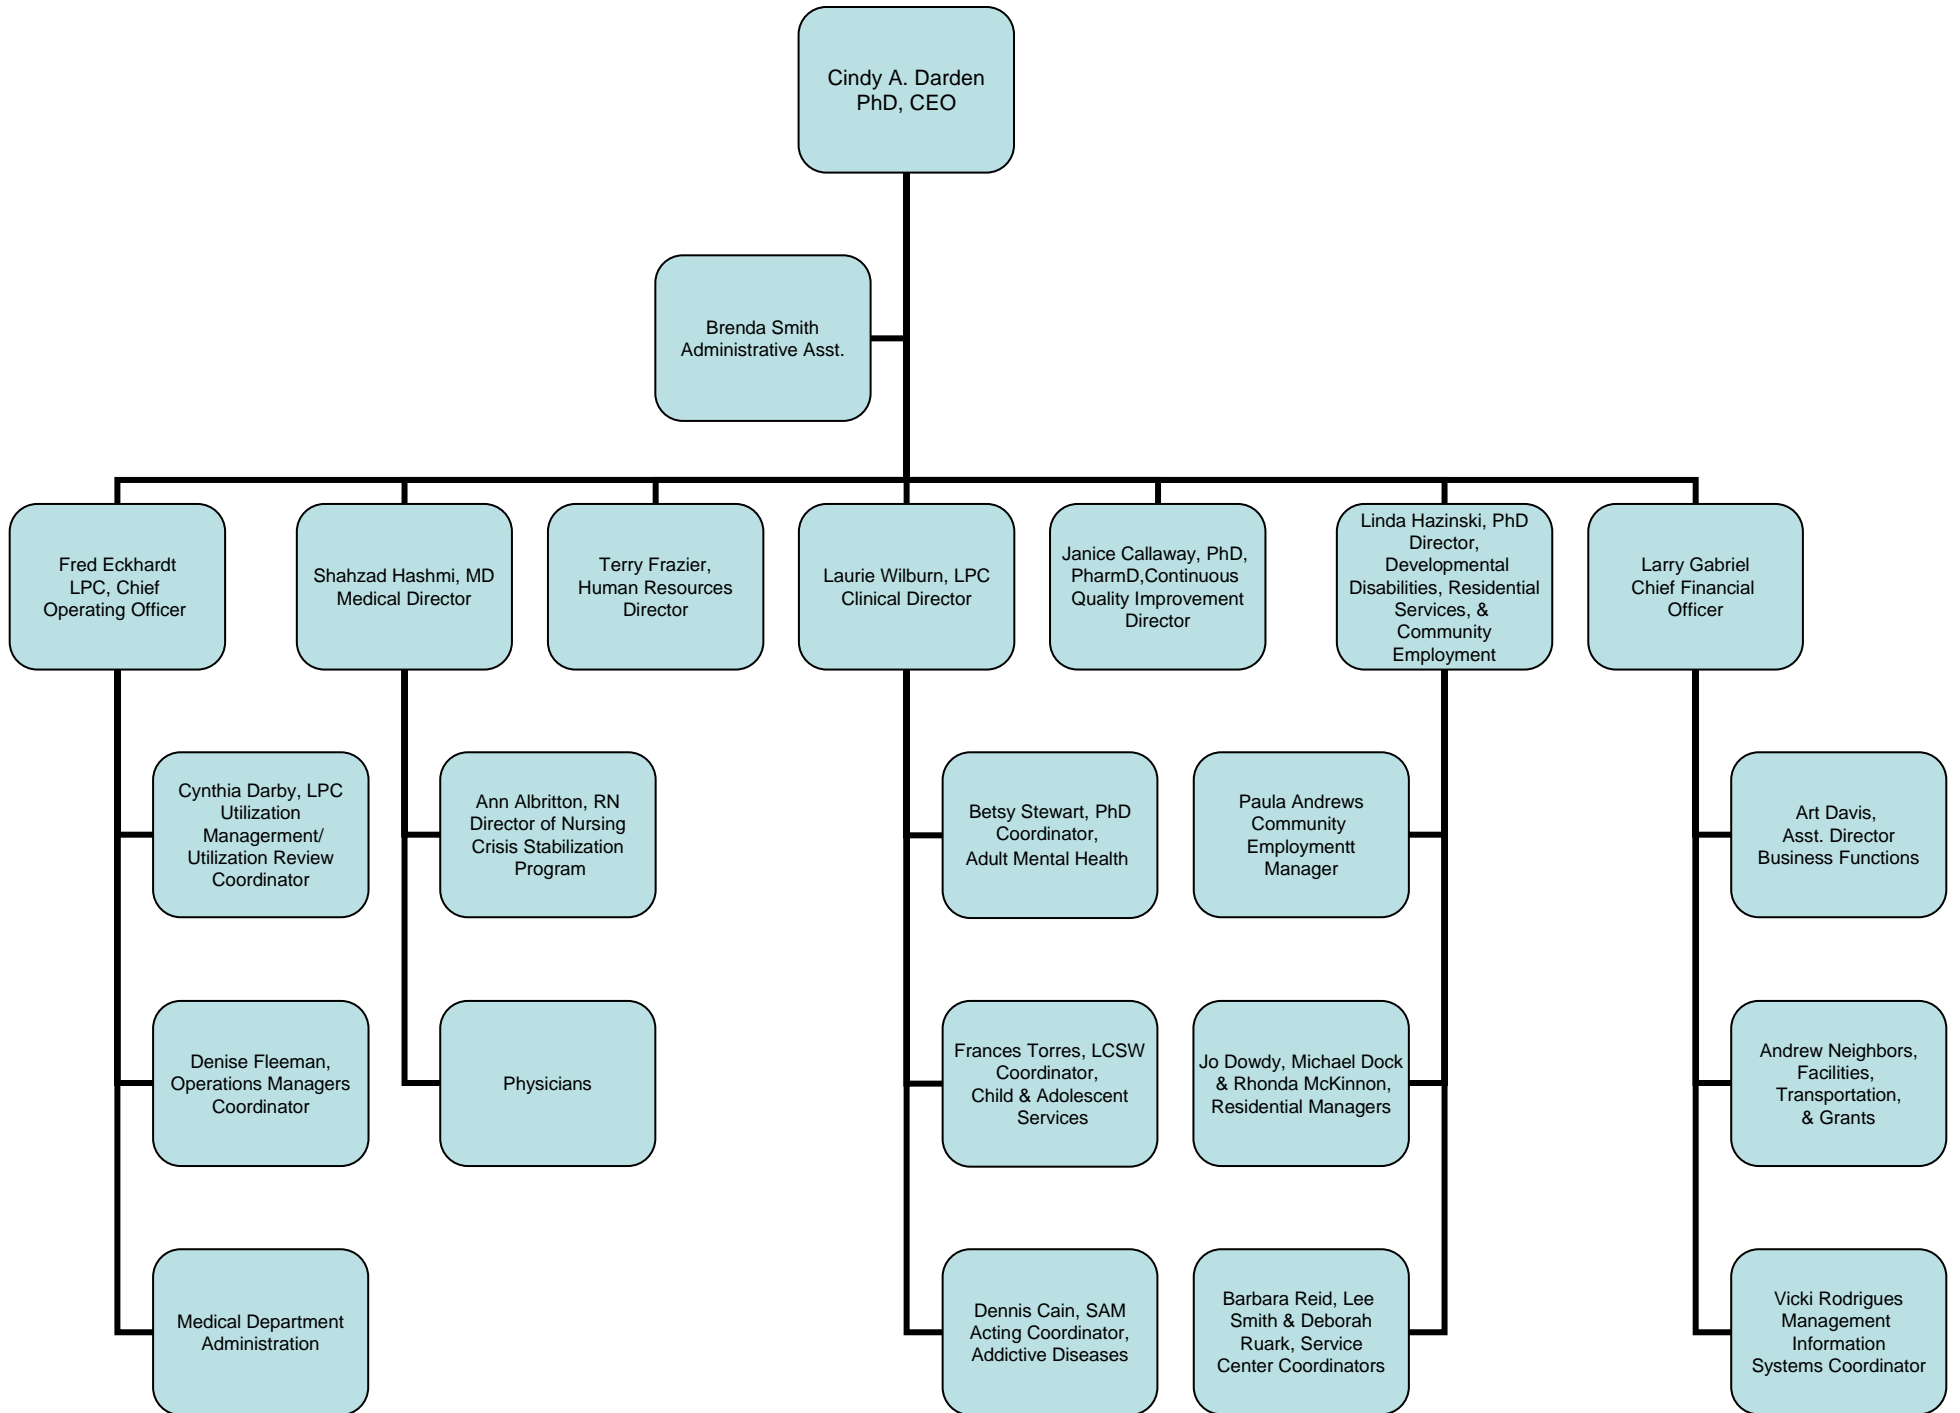 Cindy A. Darden
PhD, CEO
Brenda Smith
Administrative Asst.
Fred Eckhardt
LPC, Chief
Operating Officer
Shahzad Hashmi, MD
Medical Director
Terry Frazier,
Human Resources
Director
Laurie Wilburn, LPC
Clinical Director
Janice Callaway, PhD,
PharmD,Continuous
Quality Improvement
Director
Linda Hazinski, PhD
Director,
Developmental
Disabilities, Residential
Services, &
Community
Employment
Larry Gabriel
Chief Financial
Officer
Cynthia Darby, LPC
Utilization
Managerment/
Utilization Review
Coordinator
Ann Albritton, RN
Director of Nursing
Crisis Stabilization
Program
Betsy Stewart, PhD
Coordinator,
Adult Mental Health
Paula Andrews
Community
Employmentt
Manager
Art Davis,
Asst. Director
Business Functions
Denise Fleeman,
Operations Managers
Coordinator
Physicians
Frances Torres, LCSW
Coordinator,
Child & Adolescent
Services
Jo Dowdy, Michael Dock
& Rhonda McKinnon,
Residential Managers
Andrew Neighbors,
Facilities,
Transportation,
& Grants
Medical Department
Administration
Dennis Cain, SAM
Acting Coordinator,
Addictive Diseases
Barbara Reid, Lee
Smith & Deborah
Ruark, Service
Center Coordinators
Vicki Rodrigues
Management
Information
Systems Coordinator